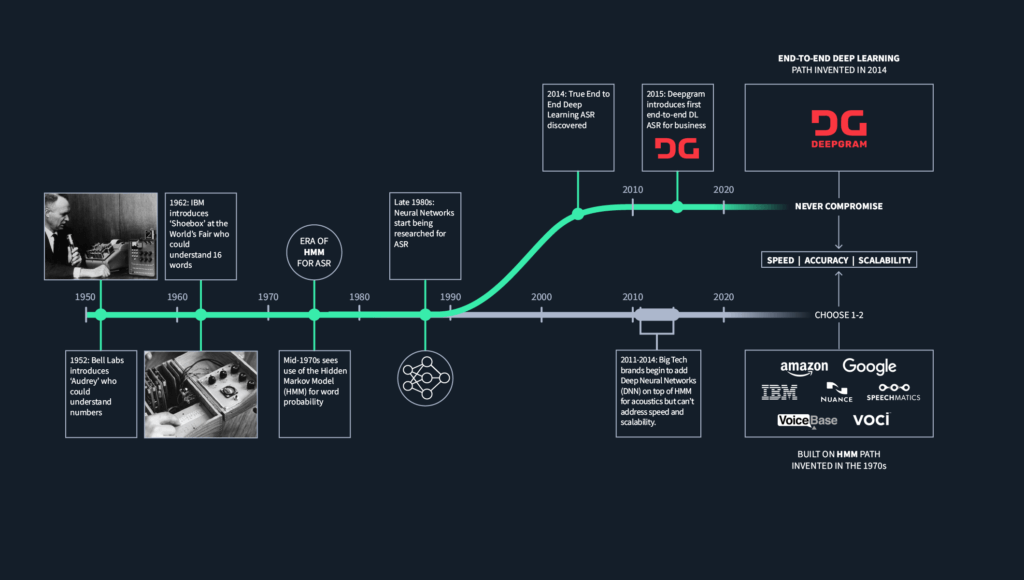 END-TO-END DEEP LEARNING
PATH INVENTED IN 2014
2014: True End to
End Deep
Learning ASR
discovered
2015: Deepgram
introduces first
end-to-end DL
ASR for business
DG
DG
DEEPGRAM
1962: IBM
introduces
'Shoebox' at the
World's Fair who
could
understand 16
words
ERA OF
HMM
FOR ASR
Late 1980s:
Neural Networks
start being
researched for
ASR
2010
2020
NEVER COMPROMISE
SPEED | ACCURACY | SCALABILITY
1950
1960
1970
1980
1990
2000
2010
2020
CHOOSE 1-2
1952: Bell Labs
introduces
'Audrey' who
could
understand
numbers
Mid-1970s sees
use of the Hidden
Markov Model
(HMM) for word
probability
2011-2014: Big Tech
brands begin to add
Deep Neural Networks
(DNN) on top of HMM
for acoustics but can't
address speed and
scalability.
amazon
Google
IBM
NUANCE
SPEECHMATICS
VoiceBase
VOCI
BUILT ON HMM PATH
INVENTED IN THE 1970s